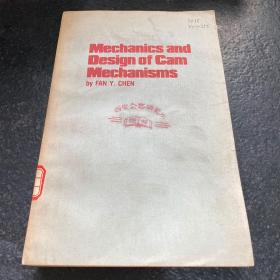 Mechanics and
Design of Cam
Mechanisms
by FAN Y. CHEN